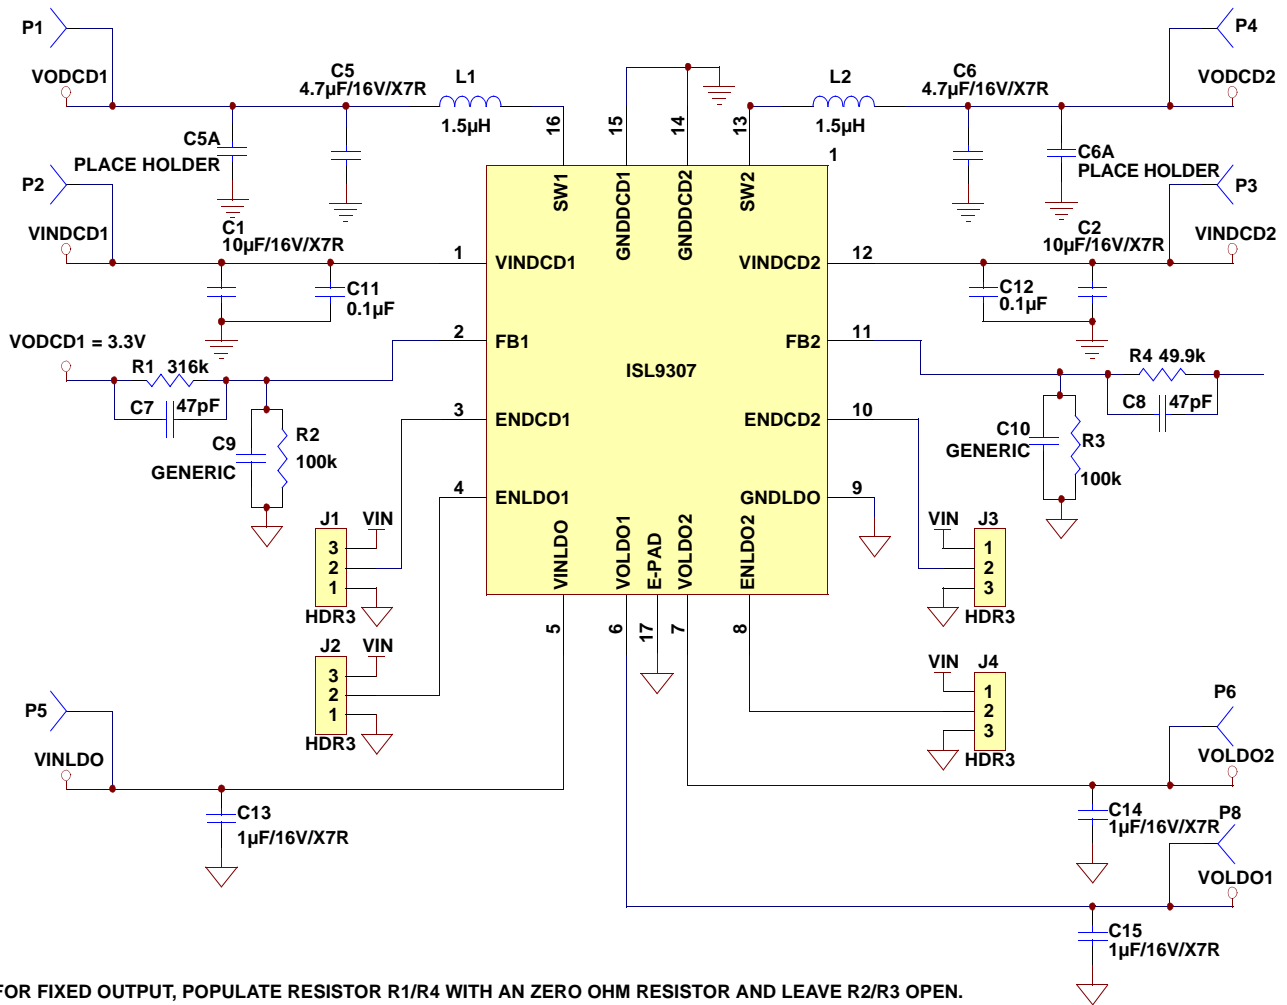 P1
VODCD1
C5
4.7µF/16V/X7R
L1
1.5µH
C5A
PLACE HOLDER
16
15
14
13
L2
1.5µH
C6
4.7µF/16V/X7R
P4
VODCD2
C6A
PLACE HOLDER
1
P2
VINDCD1
C1
10µF/16V/X7R
C11
0.1µF
SW1
GNDDCD1
GNDDCD2
SW2
P3
VINDCD2
C2
10µF/16V/X7R
C12
0.1µF
1
VINDCD1
VINDCD2
12
2
FB1
FB2
11
ISL9307
3
ENDCD1
ENDCD2
10
4
ENLDO1
GNDLDO
9
VINLDO
VOLDO1
E-PAD
VOLDO2
ENLDO2
5
6
17
7
8
VODCD1 = 3.3V
R1 316k
C7 47pF
C9
GENERIC
R2
100k
R4 49.9k
C8 47pF
C10
GENERIC
R3
100k
J1
VIN
3
2
1
HDR3
J2
VIN
3
2
1
HDR3
VIN
J3
1
2
3
HDR3
VIN
J4
1
2
3
HDR3
P5
VINLDO
C13
1µF/16V/X7R
P6
VOLDO2
C14
1µF/16V/X7R
P8
VOLDO1
C15
1µF/16V/X7R
FOR FIXED OUTPUT, POPULATE RESISTOR R1/R4 WITH AN ZERO OHM RESISTOR AND LEAVE R2/R3 OPEN.